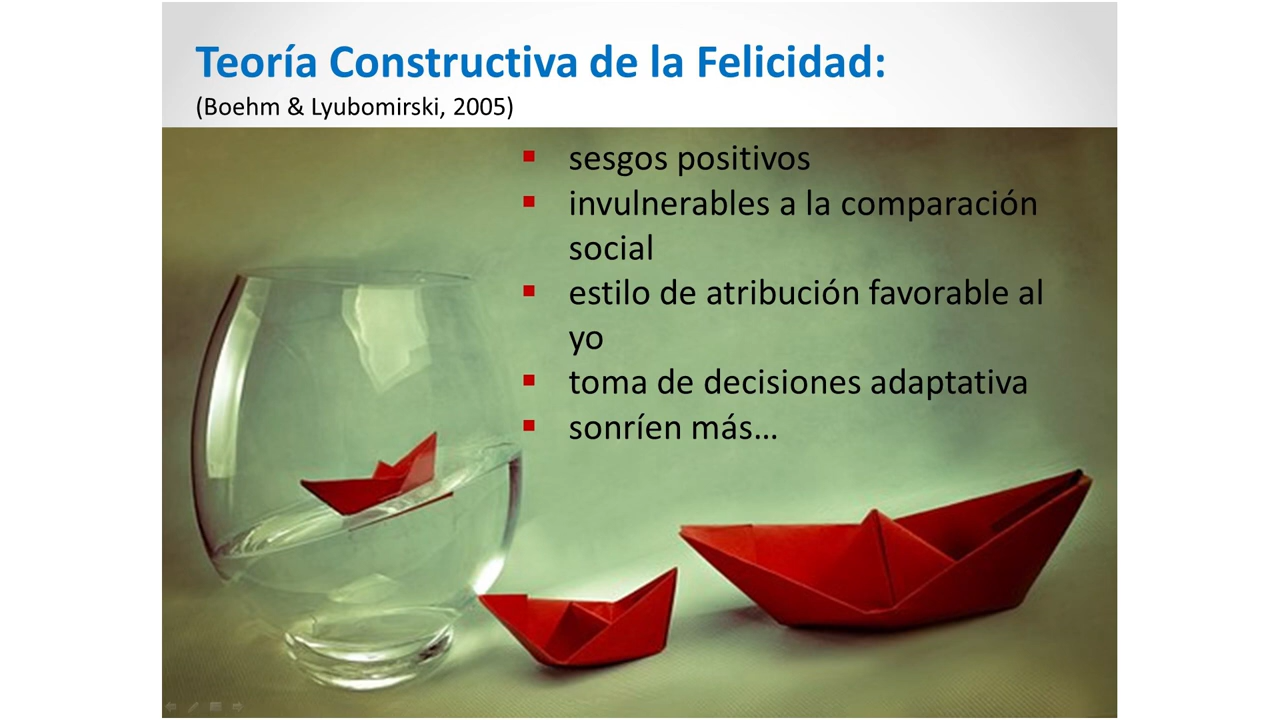 Teoría Constructiva de la Felicidad:
(Boehm & Lyubomirski, 2005)
▪ sesgos positivos
▪ invulnerables a la comparación
social
▪ estilo de atribución favorable al
yo
▪ toma de decisiones adaptativa
▪ sonríen más…